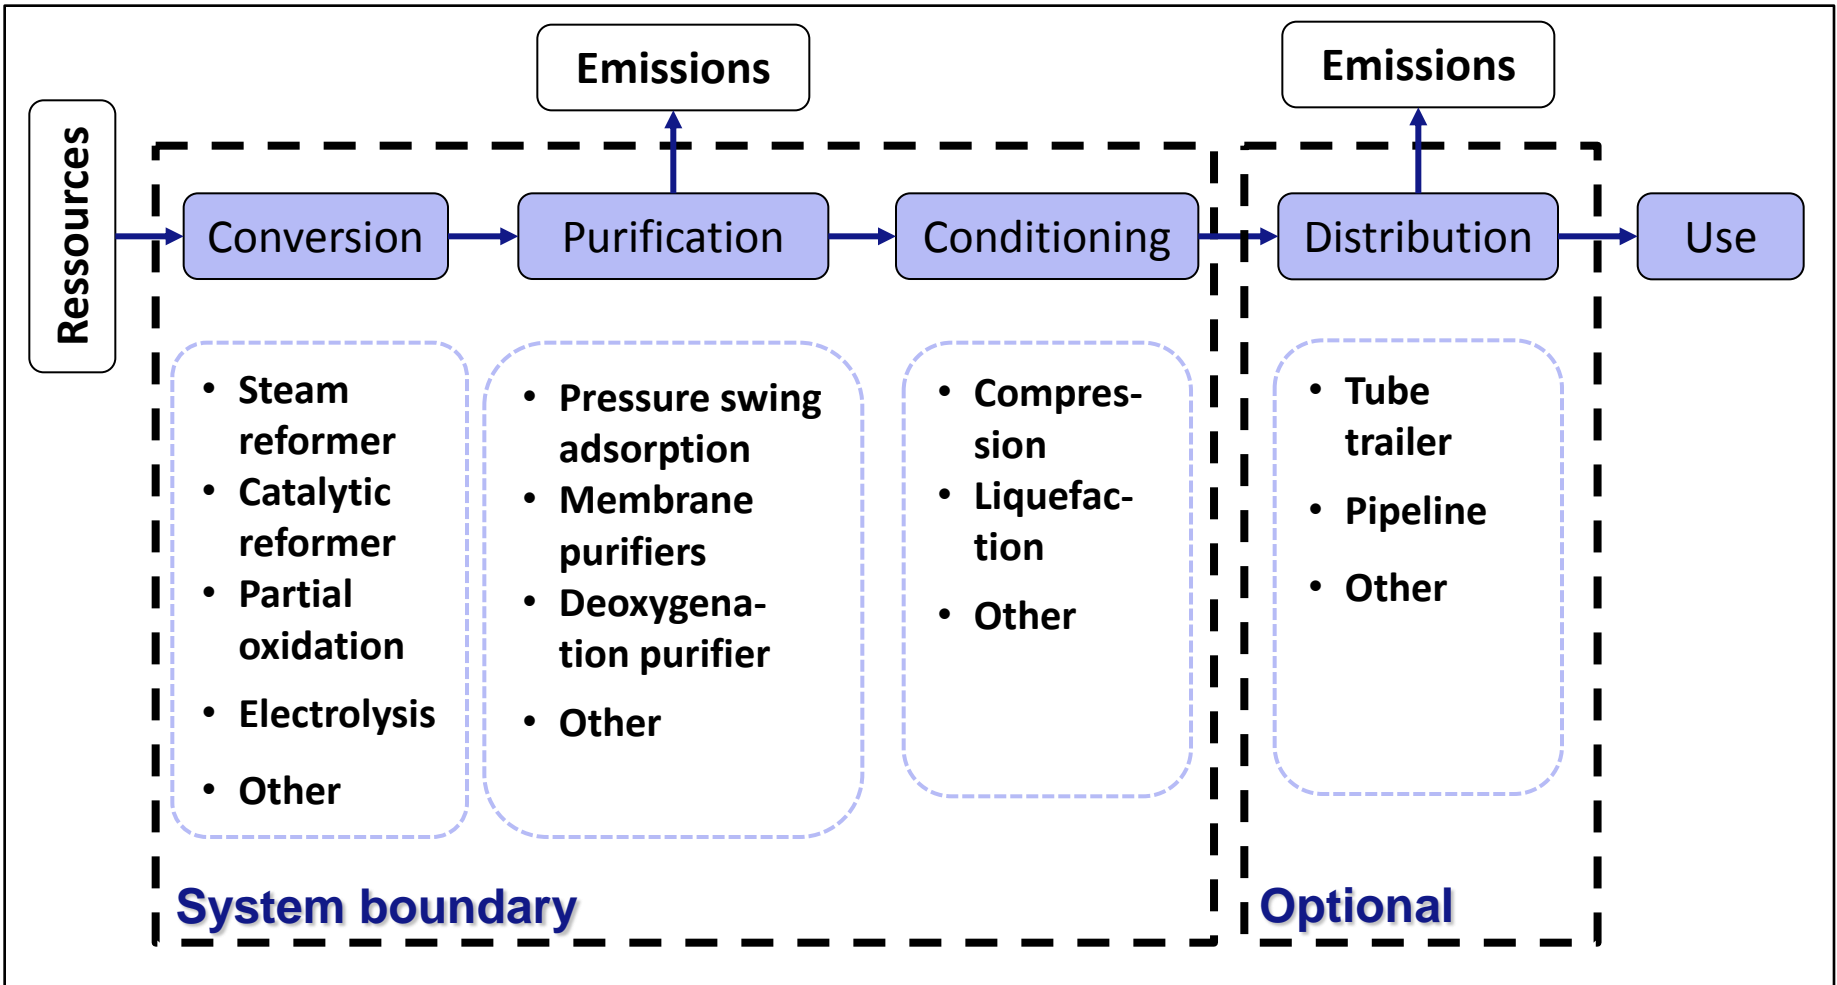 Emissions
Emissions
Ressources
Conversion
Purification
Conditioning
Distribution
Use
• Steam
reformer
• Catalytic
reformer
• Partial
oxidation
• Electrolysis
• Other
• Pressure swing
adsorption
• Membrane
purifiers
• Deoxygena-
tion purifier
• Other
• Compres-
sion
• Liquefac-
tion
• Other
• Tube
trailer
• Pipeline
• Other
System boundary
Optional